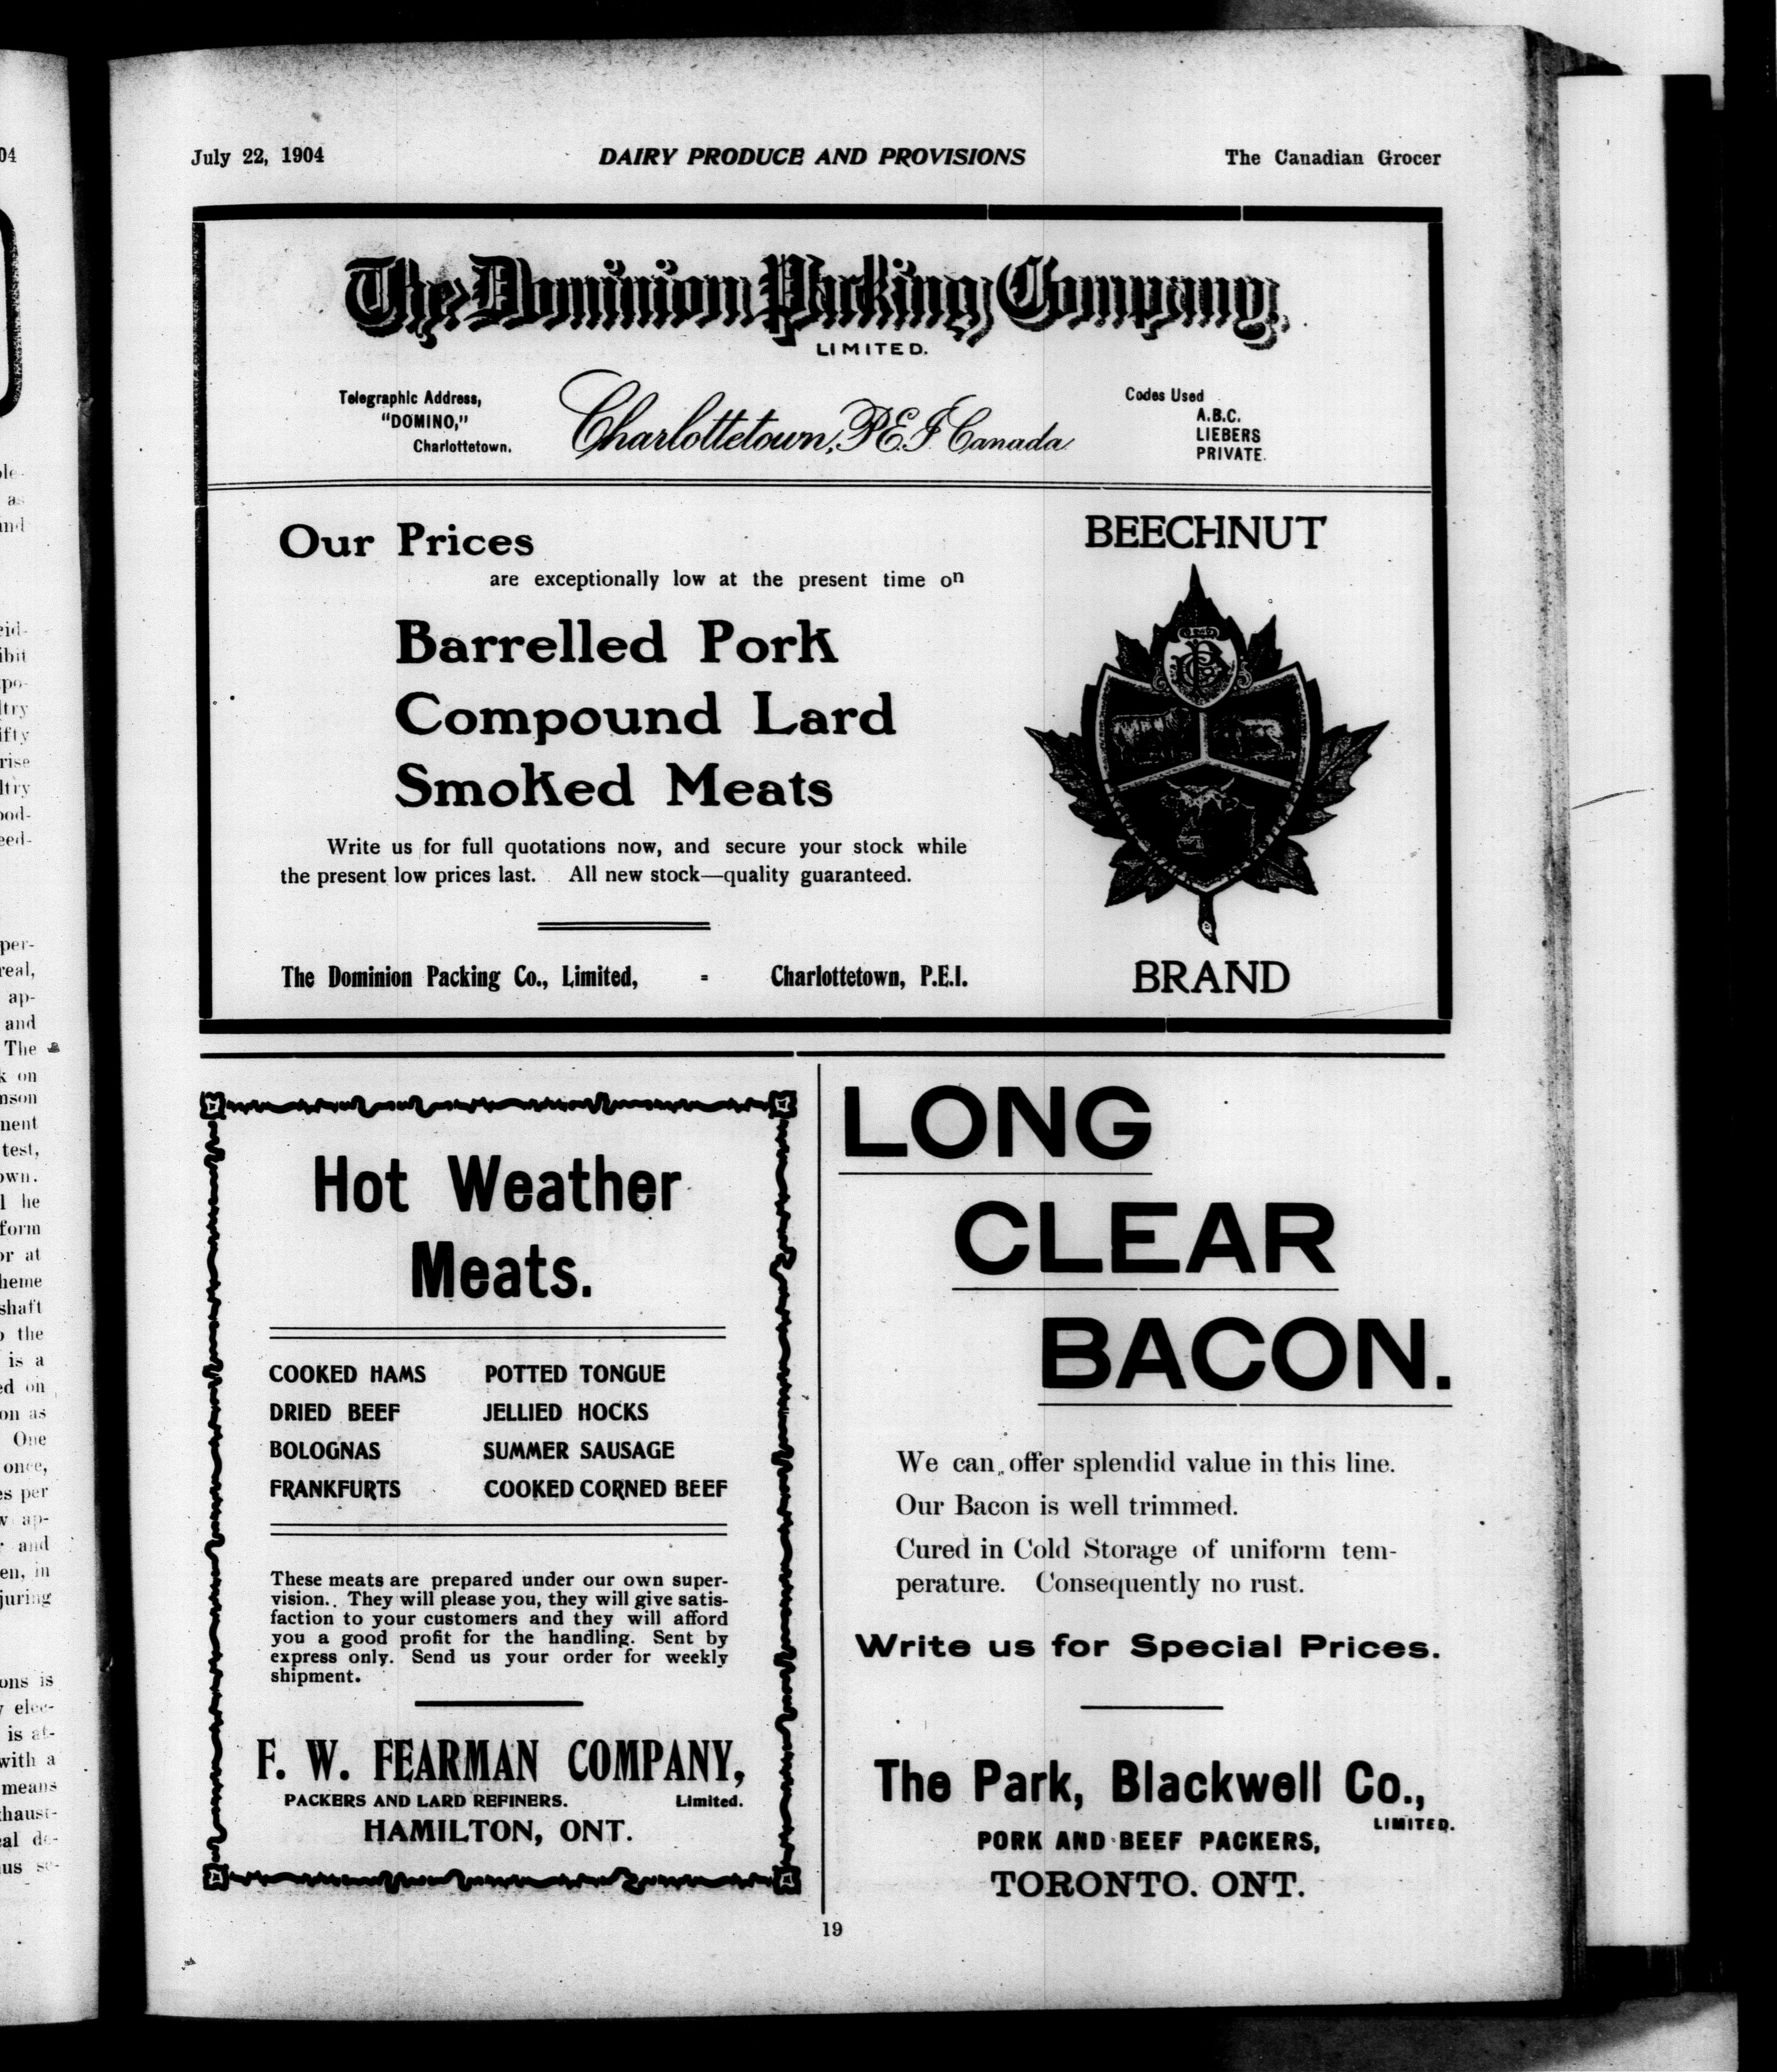 July 22, 1904
DAIRY PRODUCE AND PROVISIONS
The Canadian Grocer
The Dominion Packing Company,
LIMITED.
Telegraphic Address,
"DOMINO,"
Charlottetown.
Charlottetown, P.E.I. Canada
Codes Used
A.B.C.
LIEBERS
PRIVATE.
Our Prices
are exceptionally low at the present time on
Barrelled Pork
Compound Lard
Smoked Meats
Write us for full quotations now, and secure your stock while
the present low prices last. All new stock—quality guaranteed.
The Dominion Packing Co., Limited, - Charlottetown, P.E.I.
BEECHNUT
BRAND
Hot Weather
Meats.
COOKED HAMS POTTED TONGUE
DRIED BEEF JELLIED HOCKS
BOLOGNAS SUMMER SAUSAGE
FRANKFURTS COOKED CORNED BEEF
These meats are prepared under our own super-
vision. They will please you, they will give satis-
faction to your customers and they will afford
you a good profit for the handling. Sent by
express only. Send us your order for weekly
shipment.
F. W. FEARMAN COMPANY,
PACKERS AND LARD REFINERS. Limited.
HAMILTON, ONT.
LONG
CLEAR
BACON.
We can offer splendid value in this line.
Our Bacon is well trimmed.
Cured in Cold Storage of uniform tem-
perature. Consequently no rust.
Write us for Special Prices.
The Park, Blackwell Co.,
LIMITED.
PORK AND BEEF PACKERS,
TORONTO. ONT.
19